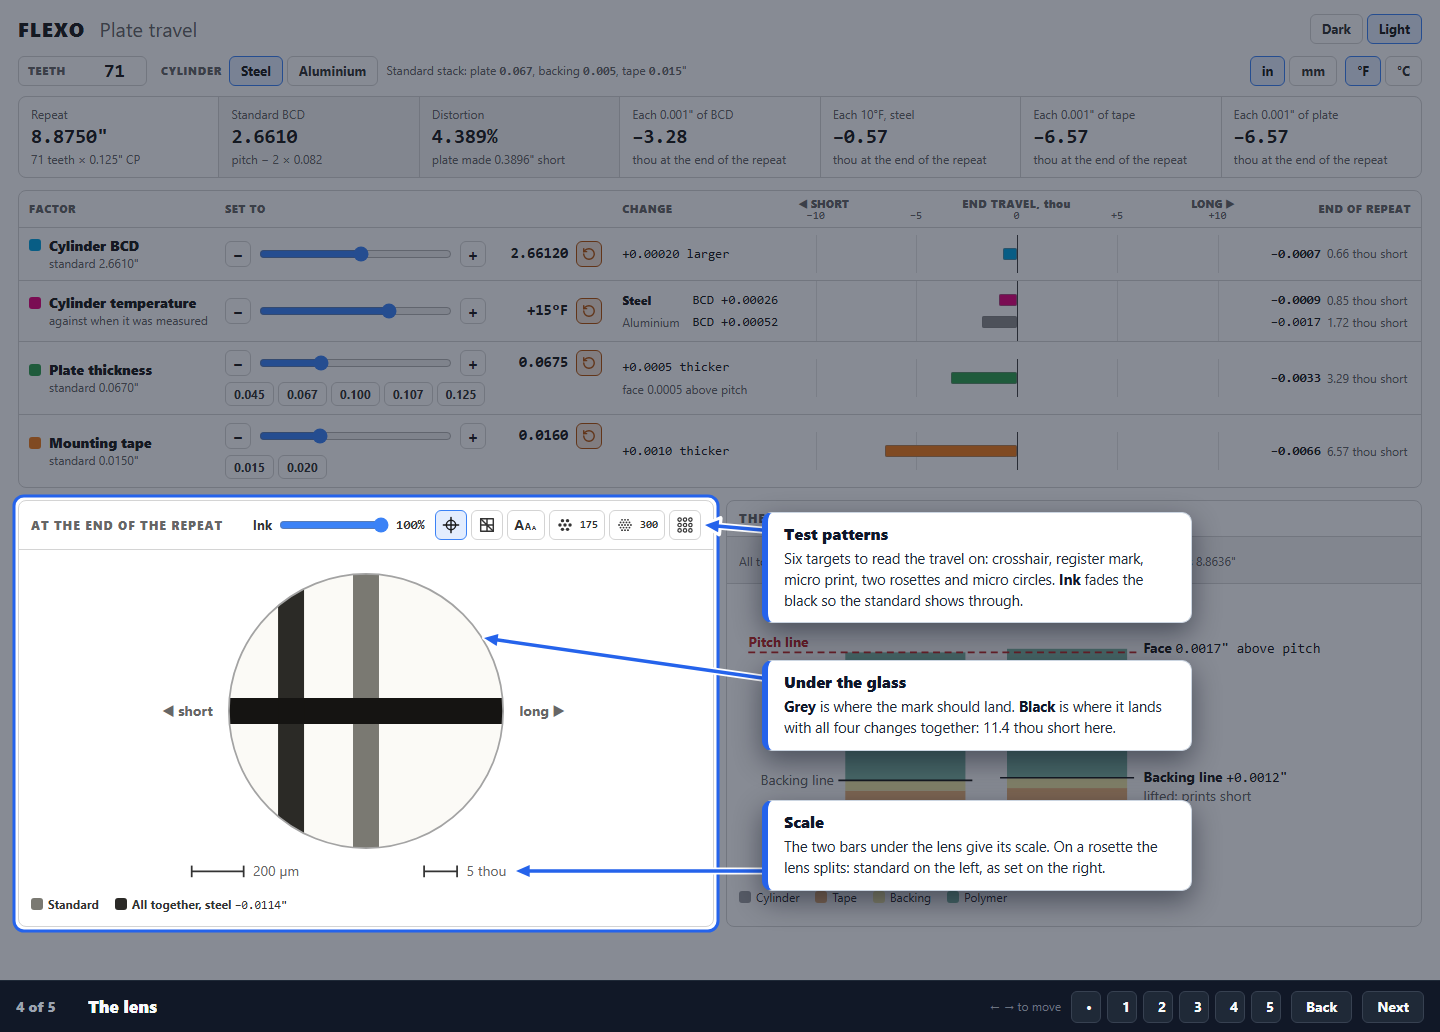 FLEXO Plate travel Dark Light
TEETH 71 CYLINDER Steel Aluminium Standard stack: plate 0.067, backing 0.005, tape 0.015" in mm °F °C
Repeat
8.8750"
71 teeth × 0.125" CP
Standard BCD
2.6610
pitch − 2 × 0.082
Distortion
4.389%
plate made 0.3896" short
Each 0.001" of BCD
−3.28
thou at the end of the repeat
Each 10°F, steel
−0.57
thou at the end of the repeat
Each 0.001" of tape
−6.57
thou at the end of the repeat
Each 0.001" of plate
−6.57
thou at the end of the repeat
FACTOR SET TO CHANGE ◀ SHORT END TRAVEL, thou LONG ▶ END OF REPEAT
−10 −5 0 +5 +10
Cylinder BCD
standard 2.6610"
− + 2.66120 +0.00020 larger −0.0007 0.66 thou short
Cylinder temperature
against when it was measured
− + +15°F
Steel BCD +0.00026 −0.0009 0.85 thou short
Aluminium BCD +0.00052 −0.0017 1.72 thou short
Plate thickness
standard 0.0670"
− + 0.0675
0.045 0.067 0.100 0.107 0.125
+0.0005 thicker
face 0.0005 above pitch
−0.0033 3.29 thou short
Mounting tape
standard 0.0150"
− + 0.0160
0.015 0.020
+0.0010 thicker −0.0066 6.57 thou short
AT THE END OF THE REPEAT Ink 100% AAA 175 300
◀ short long ▶
200 µm 5 thou
Standard All together, steel −0.0114"
THE
All to 8.8636"
Test patterns
Six targets to read the travel on: crosshair, register mark,
micro print, two rosettes and micro circles. Ink fades the
black so the standard shows through.
Pitch line
Face 0.0017" above pitch
Under the glass
Grey is where the mark should land. Black is where it lands
with all four changes together: 11.4 thou short here.
Backing line
Backing line +0.0012"
lifted: prints short
Scale
The two bars under the lens give its scale. On a rosette the
lens splits: standard on the left, as set on the right.
Cylinder Tape Backing Polymer
4 of 5 The lens ← → to move • 1 2 3 4 5 Back Next